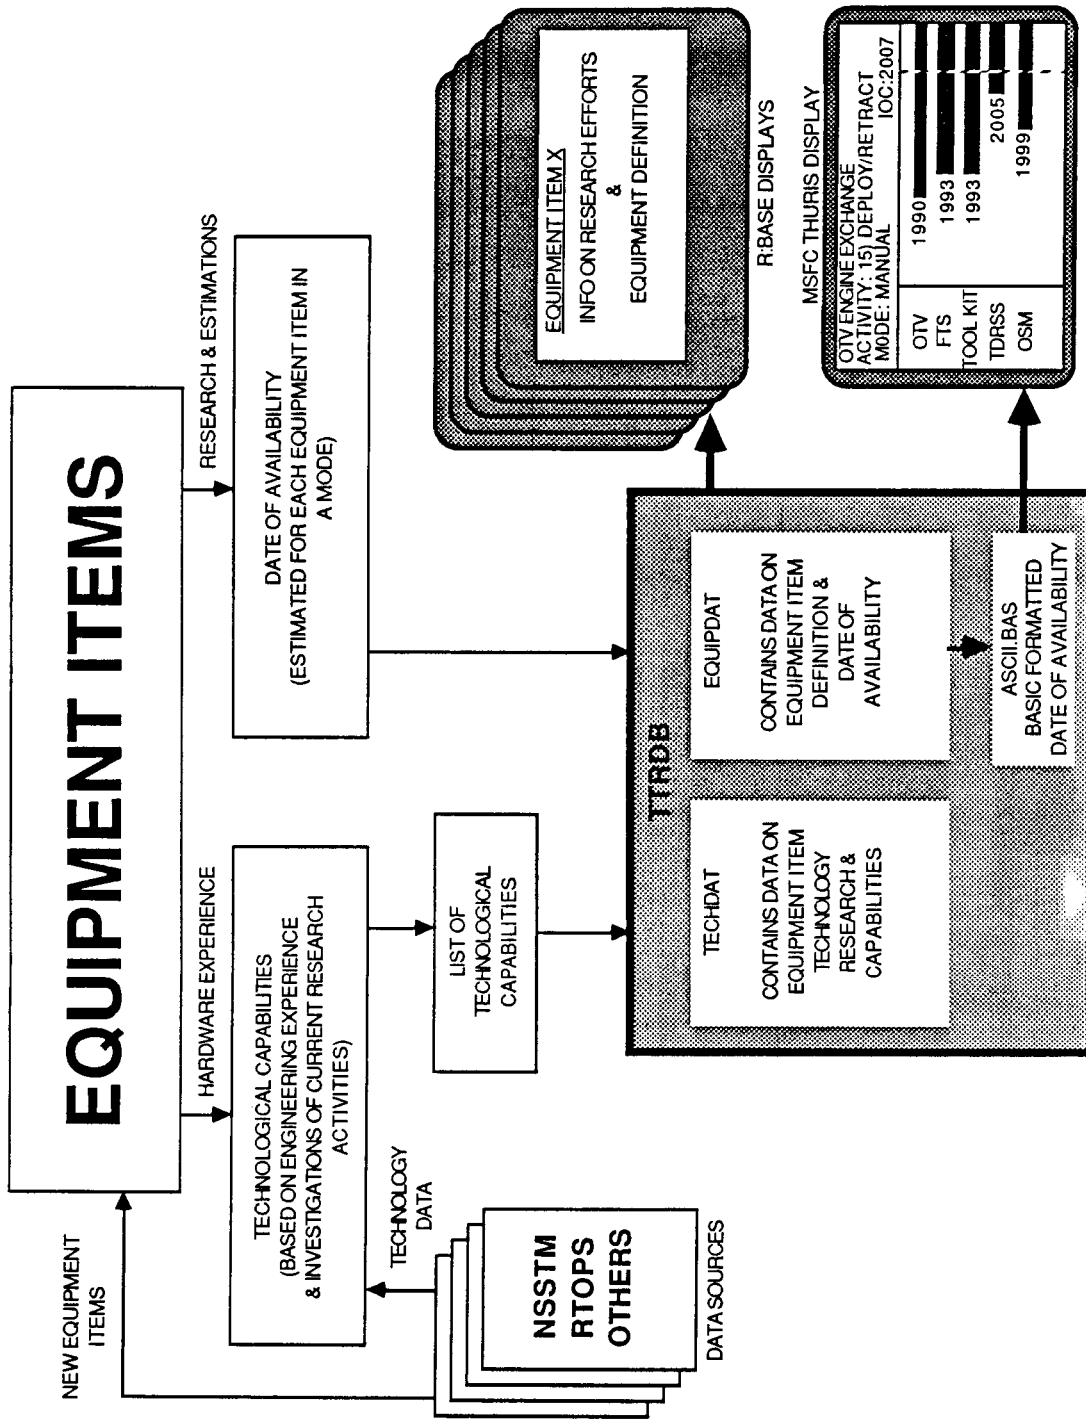 EQUIPMENT ITEMS
NEW EQUIPMENT
ITEMS
HARDWARE EXPERIENCE
RESEARCH & ESTIMATIONS
TECHNOLOGICAL CAPABILITIES
(BASED ON ENGINEERING EXPERIENCE
& INVESTIGATIONS OF CURRENT RESEARCH
ACTIVITIES)
DATE OF AVAILABILITY
(ESTIMATED FOR EACH EQUIPMENT ITEM IN
A MODE)
TECHNOLOGY
DATA
NSSTM
RTOPS
OTHERS
DATA SOURCES
LIST OF
TECHNOLOGICAL
CAPABILITIES
EQUIPMENT ITEM X
INFO ON RESEARCH EFFORTS
&
EQUIPMENT DEFINITION
R:BASE DISPLAYS
TTRDB
TECHDAT
CONTAINS DATA ON
EQUIPMENT ITEM
TECHNOLOGY
RESEARCH &
CAPABILITIES
EQUIPDAT
CONTAINS DATA ON
EQUIPMENT ITEM
DEFINITION &
DATE OF
AVAILABILITY
ASCII.BAS
BASIC FORMATTED
DATE OF AVAILABILITY
MSFC THURIS DISPLAY
OTV ENGINE EXCHANGE
ACTIVITY: 15) DEPLOY/RETRACT
MODE: MANUAL IOC:2007
OTV 1990
FTS 1993
TOOL KIT 1993
TDRSS 2005
OSM 1999